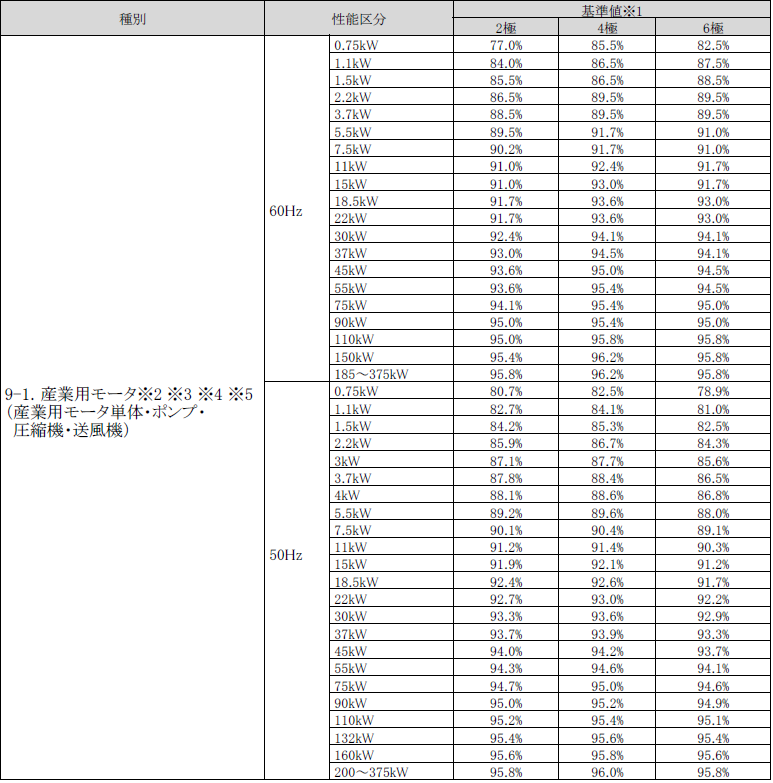 種別 性能区分 基準値※1
2極 4極 6極
9-1. 産業用モータ※2 ※3 ※4 ※5
（産業用モータ単体・ポンプ・
圧縮機・送風機）
60Hz
0.75kW 77.0% 85.5% 82.5%
1.1kW 84.0% 86.5% 87.5%
1.5kW 85.5% 86.5% 88.5%
2.2kW 86.5% 89.5% 89.5%
3.7kW 88.5% 89.5% 89.5%
5.5kW 89.5% 91.7% 91.0%
7.5kW 90.2% 91.7% 91.0%
11kW 91.0% 92.4% 91.7%
15kW 91.0% 93.0% 91.7%
18.5kW 91.7% 93.6% 93.0%
22kW 91.7% 93.6% 93.0%
30kW 92.4% 94.1% 94.1%
37kW 93.0% 94.5% 94.1%
45kW 93.6% 95.0% 94.5%
55kW 93.6% 95.4% 94.5%
75kW 94.1% 95.4% 95.0%
90kW 95.0% 95.4% 95.0%
110kW 95.0% 95.8% 95.8%
150kW 95.4% 96.2% 95.8%
185～375kW 95.8% 96.2% 95.8%
50Hz
0.75kW 80.7% 82.5% 78.9%
1.1kW 82.7% 84.1% 81.0%
1.5kW 84.2% 85.3% 82.5%
2.2kW 85.9% 86.7% 84.3%
3kW 87.1% 87.7% 85.6%
3.7kW 87.8% 88.4% 86.5%
4kW 88.1% 88.6% 86.8%
5.5kW 89.2% 89.6% 88.0%
7.5kW 90.1% 90.4% 89.1%
11kW 91.2% 91.4% 90.3%
15kW 91.9% 92.1% 91.2%
18.5kW 92.4% 92.6% 91.7%
22kW 92.7% 93.0% 92.2%
30kW 93.3% 93.6% 92.9%
37kW 93.7% 93.9% 93.3%
45kW 94.0% 94.2% 93.7%
55kW 94.3% 94.6% 94.1%
75kW 94.7% 95.0% 94.6%
90kW 95.0% 95.2% 94.9%
110kW 95.2% 95.4% 95.1%
132kW 95.4% 95.6% 95.4%
160kW 95.6% 95.8% 95.6%
200～375kW 95.8% 96.0% 95.8%